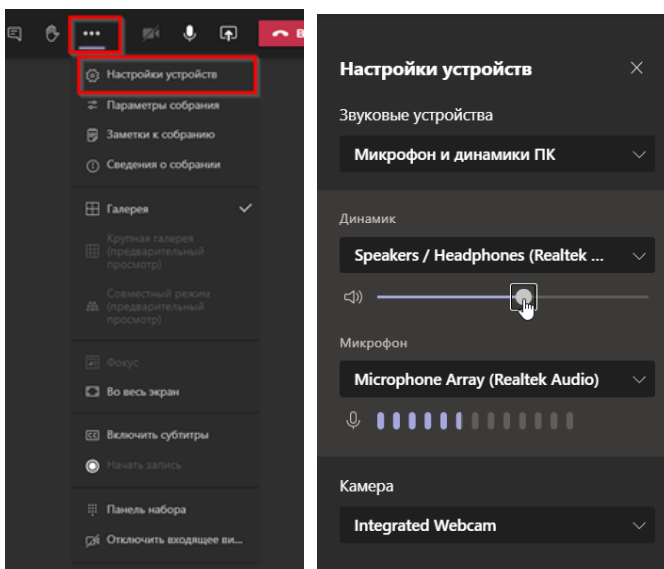 Настройки устройств
Параметры собрания
Заметки к собранию
Сведения о собрании
Галерея
Крупная галерея
(предварительный
просмотр)
Совместный режим
(предварительный
просмотр)
Фокус
Во весь экран
CC Включить субтитры
Начать запись
Панель набора
Отключить входящее ви...
Настройки устройств
Звуковые устройства
Микрофон и динамики ПК
Динамик
Speakers / Headphones (Realtek ...
Микрофон
Microphone Array (Realtek Audio)
Камера
Integrated Webcam